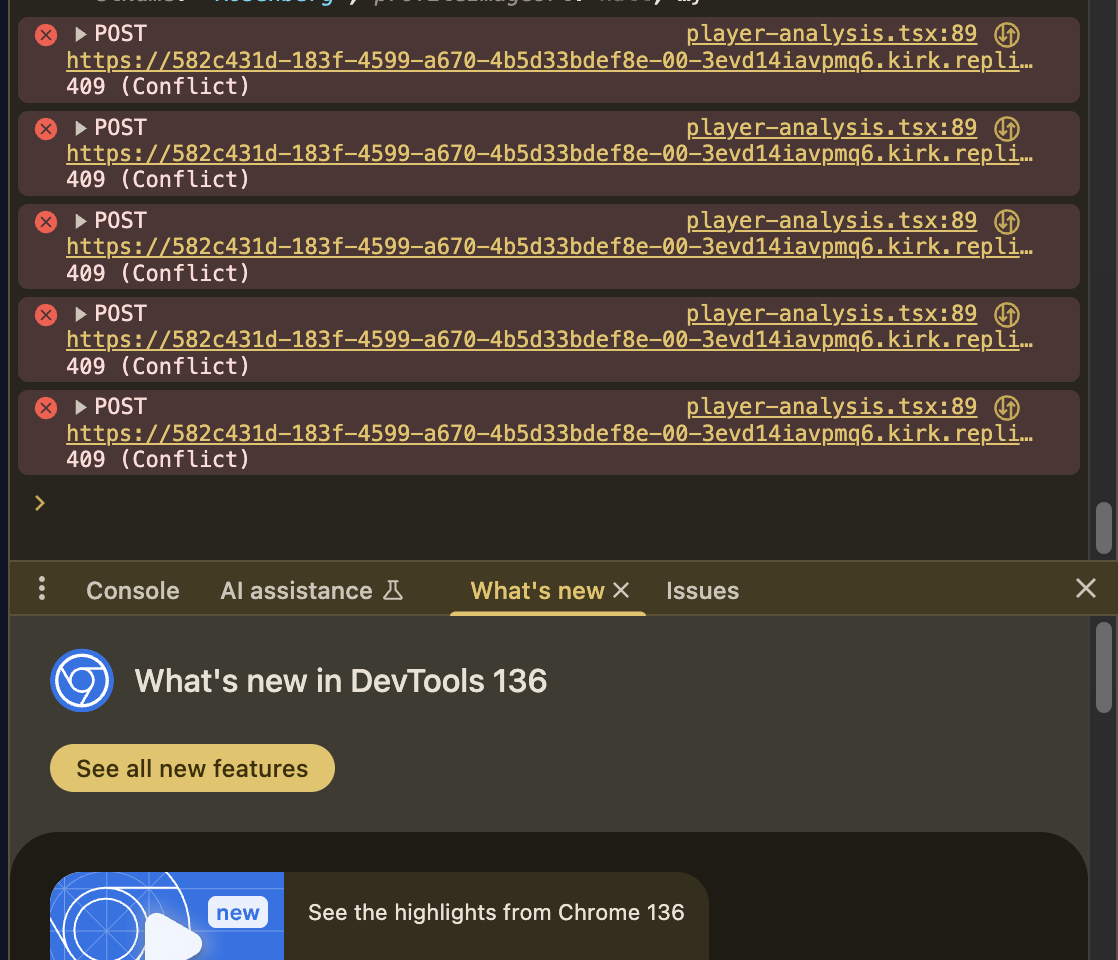 POST player-analysis.tsx:89
https://582c431d-183f-4599-a670-4b5d33bdef8e-00-3evd14iavpmq6.kirk.repli…
409 (Conflict)
POST player-analysis.tsx:89
https://582c431d-183f-4599-a670-4b5d33bdef8e-00-3evd14iavpmq6.kirk.repli…
409 (Conflict)
POST player-analysis.tsx:89
https://582c431d-183f-4599-a670-4b5d33bdef8e-00-3evd14iavpmq6.kirk.repli…
409 (Conflict)
POST player-analysis.tsx:89
https://582c431d-183f-4599-a670-4b5d33bdef8e-00-3evd14iavpmq6.kirk.repli…
409 (Conflict)
POST player-analysis.tsx:89
https://582c431d-183f-4599-a670-4b5d33bdef8e-00-3evd14iavpmq6.kirk.repli…
409 (Conflict)
Console AI assistance What's new Issues
What's new in DevTools 136
See all new features
new
See the highlights from Chrome 136